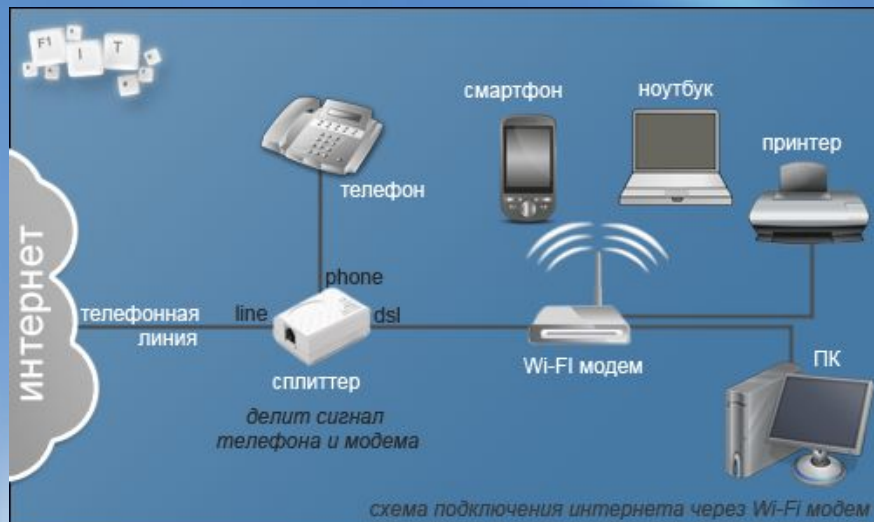 F1
I
T
смартфон
ноутбук
принтер
телефон
интернет
phone
телефонная
линия
line
dsl
сплиттер
Wi-FI модем
ПК
делит сигнал
телефона и модема
схема подключения интернета через Wi-Fi модем